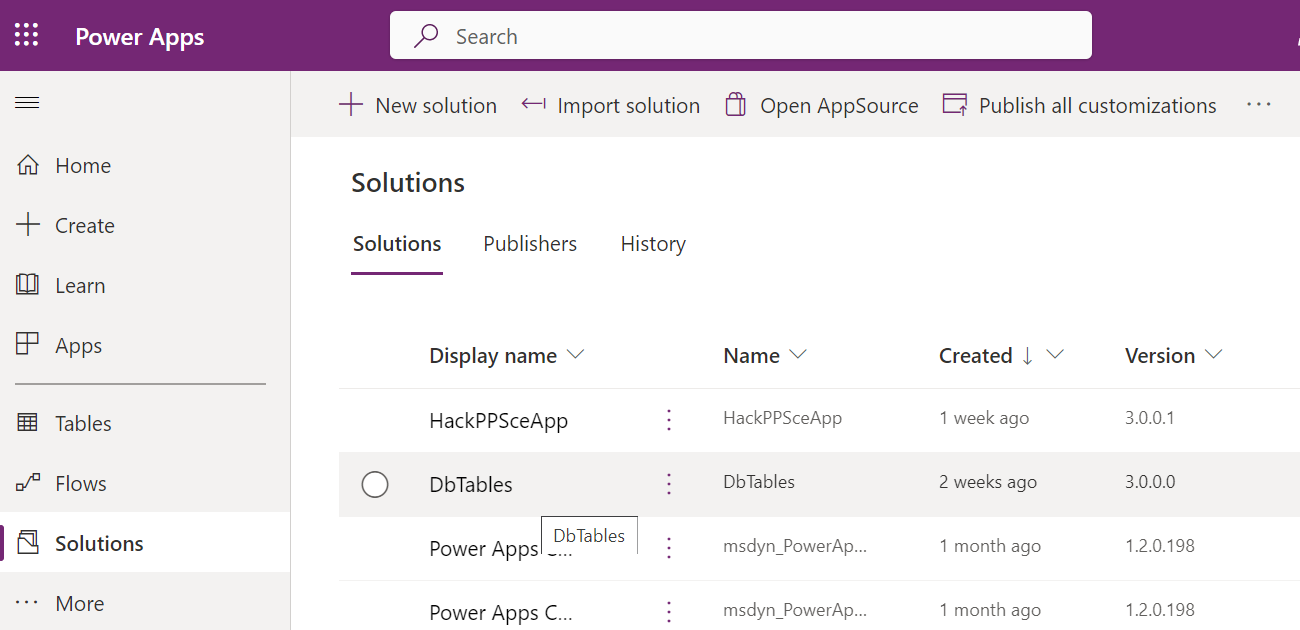 Power Apps
Search
New solution
Import solution
Open AppSource
Publish all customizations
Home
Create
Learn
Apps
Tables
Flows
Solutions
More
Solutions
Solutions Publishers History
Display name Name Created Version
HackPPSceApp HackPPSceApp 1 week ago 3.0.0.1
DbTables DbTables 2 weeks ago 3.0.0.0
DbTables
Power Apps C... msdyn_PowerAp... 1 month ago 1.2.0.198
Power Apps C... msdyn_PowerAp... 1 month ago 1.2.0.198